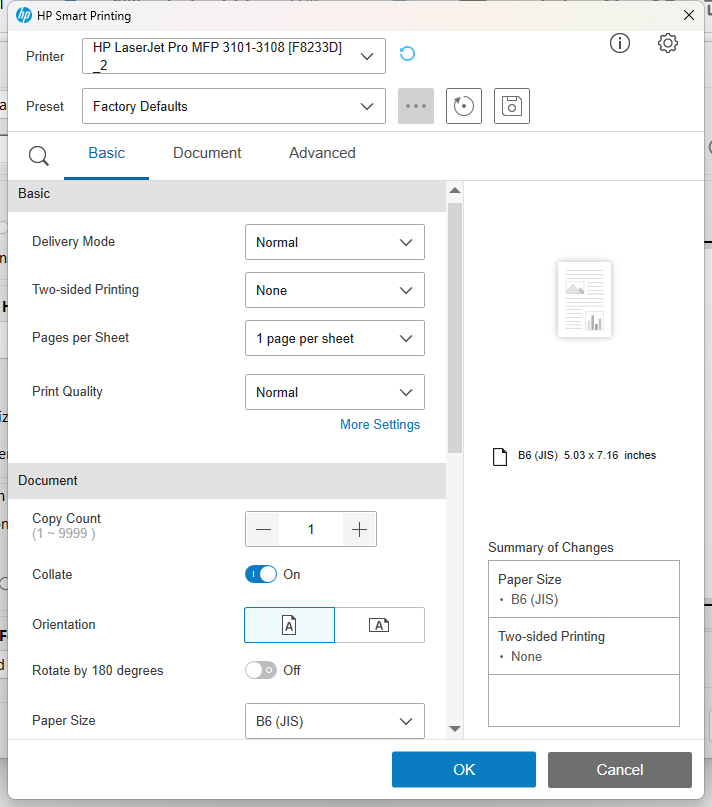 HP Smart Printing
Printer
HP LaserJet Pro MFP 3101-3108 [F8233D]
_2
Preset
Factory Defaults
Basic
Document
Advanced
Basic
Delivery Mode
Normal
Two-sided Printing
None
Pages per Sheet
1 page per sheet
Print Quality
Normal
More Settings
Document
Copy Count
(1 ~ 9999 )
1
Collate
On
Orientation
A
A
Rotate by 180 degrees
Off
Paper Size
B6 (JIS)
B6 (JIS) 5.03 x 7.16 inches
Summary of Changes
Paper Size
• B6 (JIS)
Two-sided Printing
• None
OK
Cancel